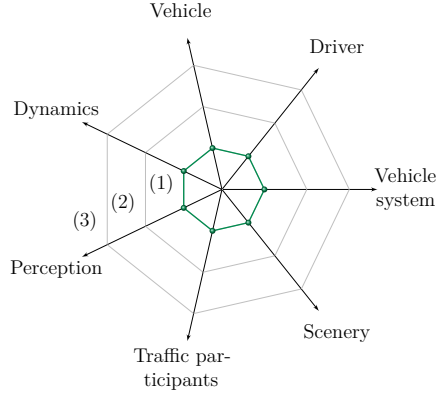 Vehicle
Driver
Dynamics
Vehicle
system
(1)
(2)
(3)
Perception
Scenery
Traffic par-
ticipants